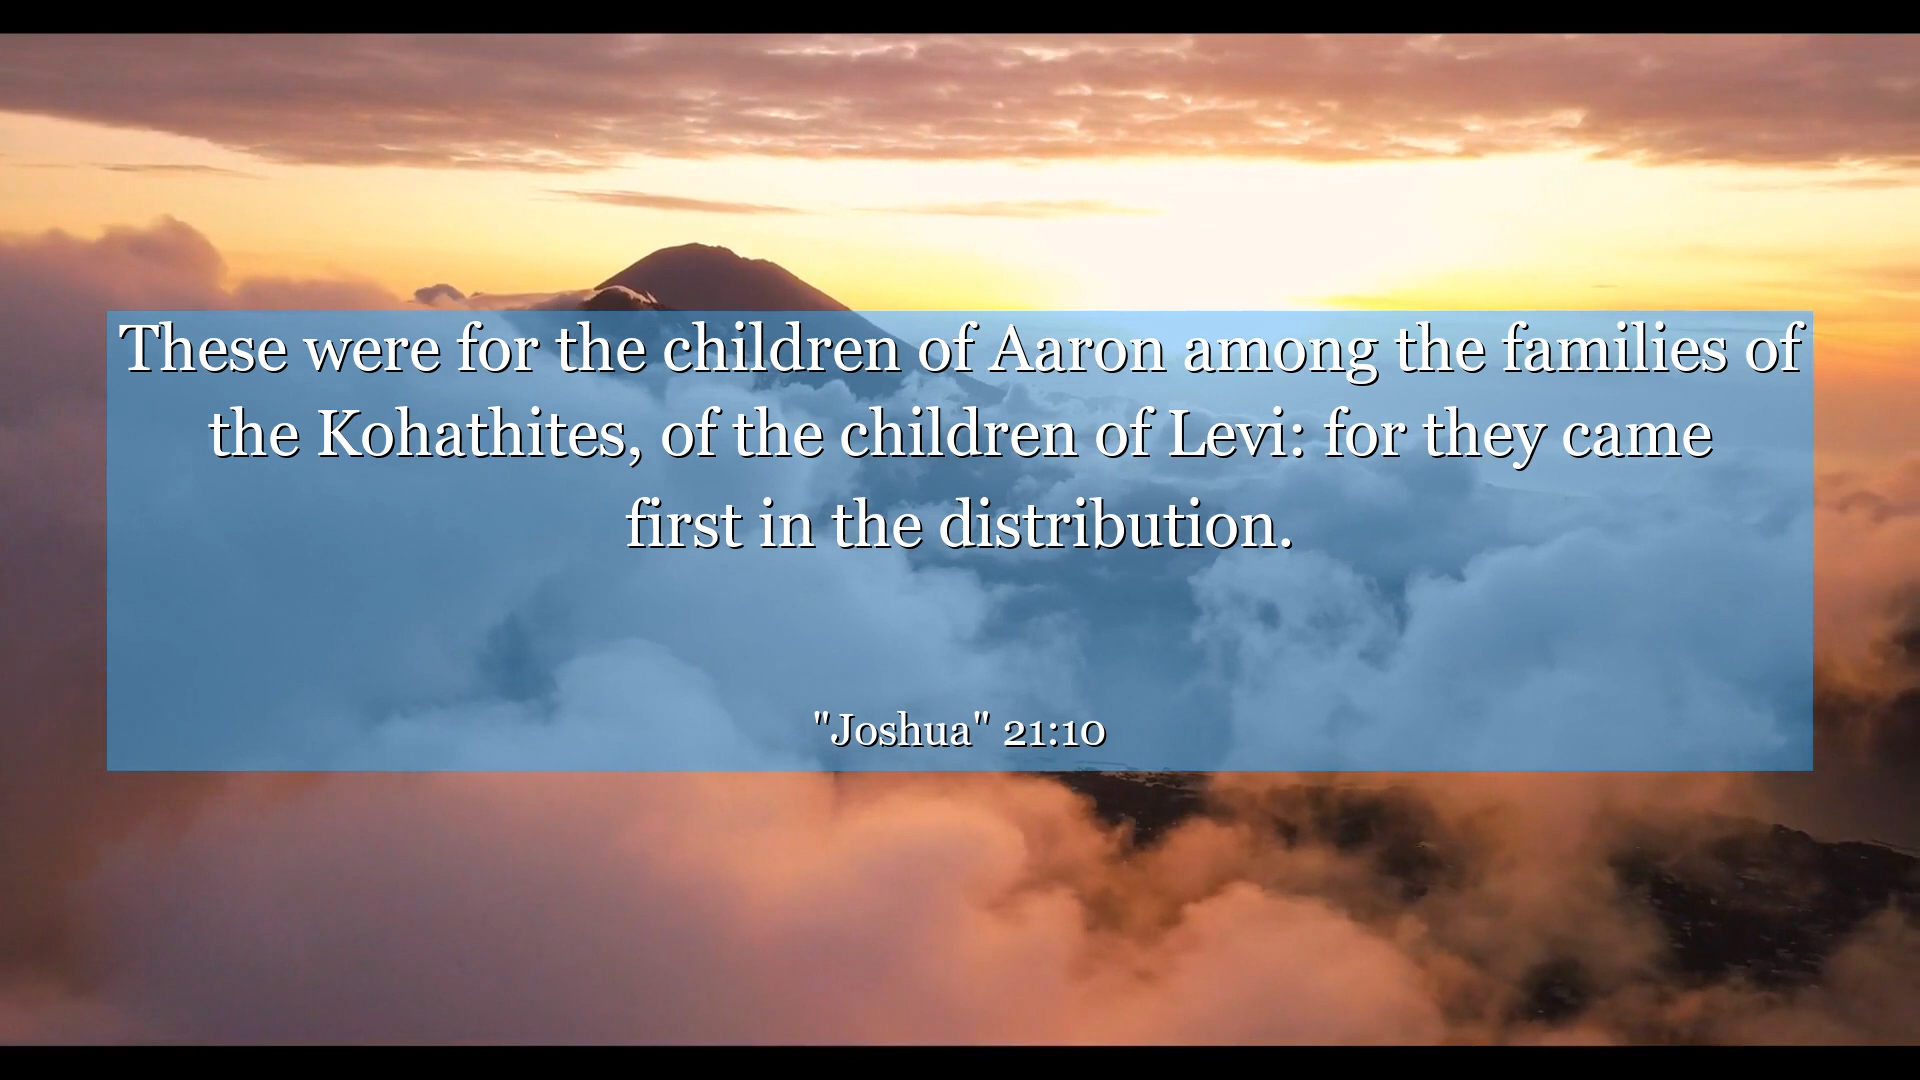 These were for the children of Aaron among the families of
the Kohathites, of the children of Levi: for they came
first in the distribution.
"Joshua" 21:10